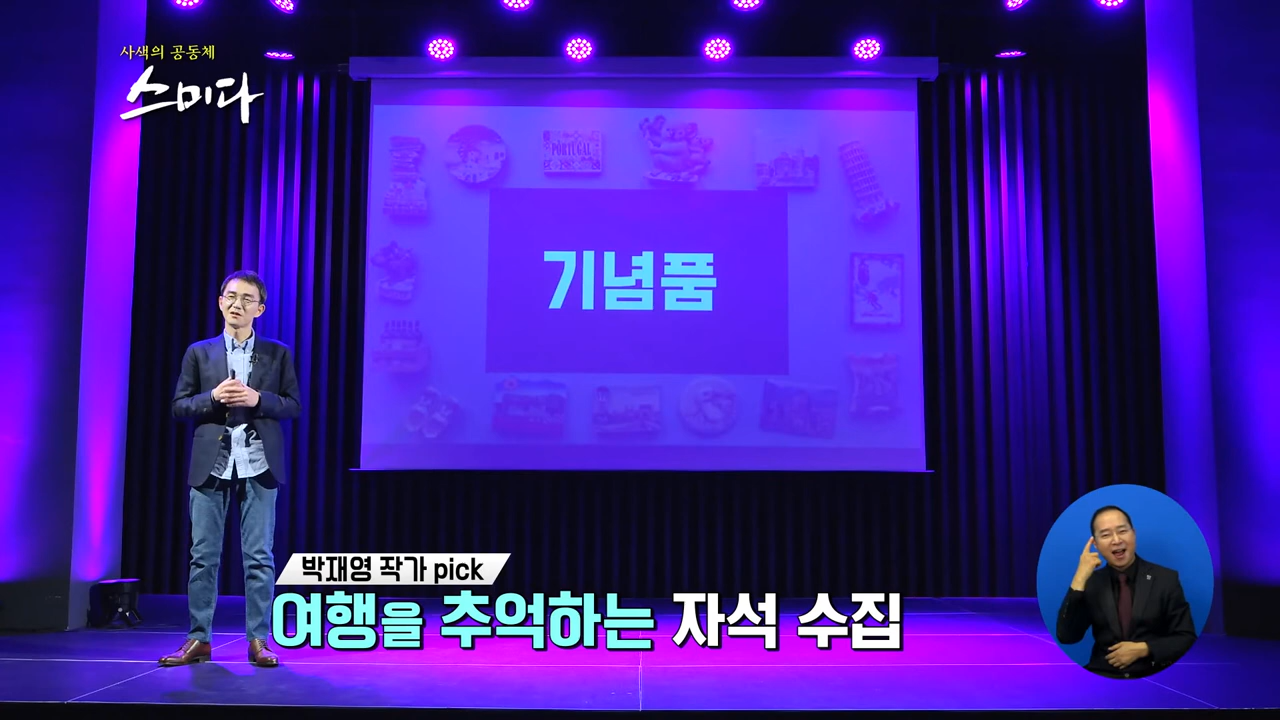 사색의 공동체
스미다
PORTUGAL
기념품
박재영 작가 pick
여행을 추억하는 자석 수집